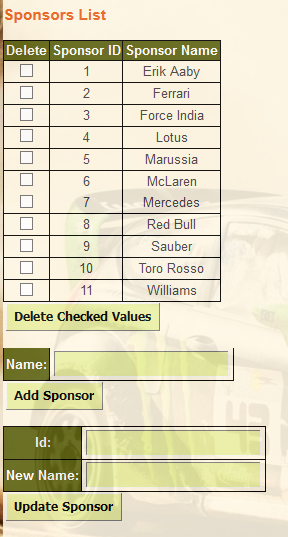 Sponsors List
Delete Sponsor ID Sponsor Name
1 Erik Aaby
2 Ferrari
3 Force India
4 Lotus
5 Marussia
6 McLaren
7 Mercedes
8 Red Bull
9 Sauber
10 Toro Rosso
11 Williams
Delete Checked Values
Name:
Add Sponsor
Id:
New Name:
Update Sponsor